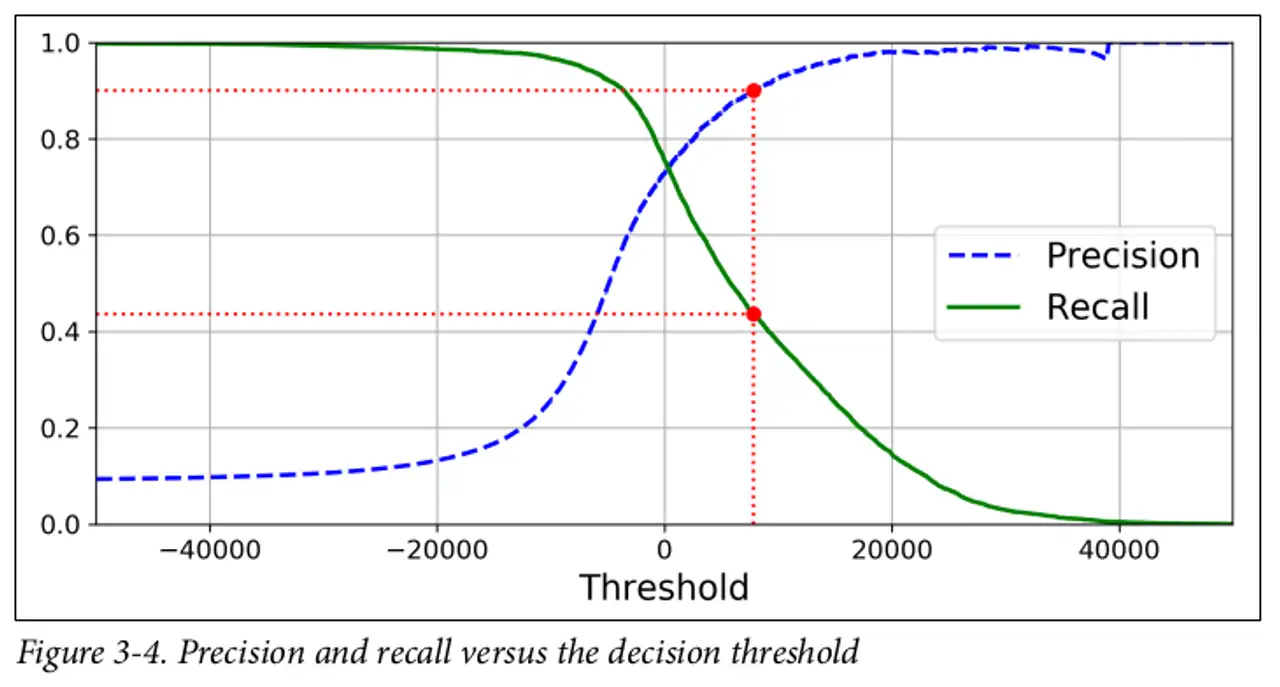 1.0
0.8
0.6
0.4
0.2
0.0
Precision
Recall
−40000 −20000 0 20000 40000
Threshold
Figure 3-4. Precision and recall versus the decision threshold